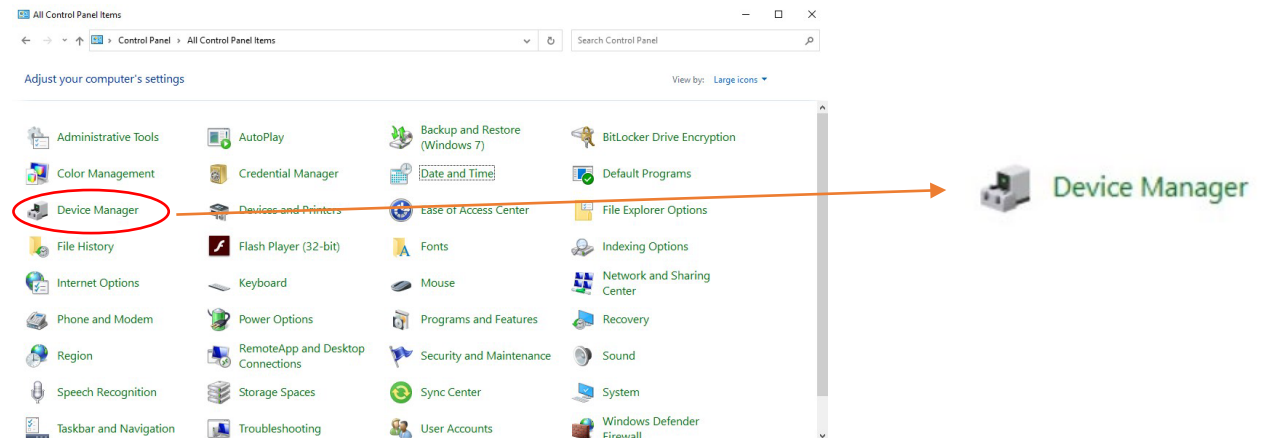 All Control Panel Items
Control Panel > All Control Panel Items
Search Control Panel
Adjust your computer's settings
View by: Large icons
Administrative Tools
AutoPlay
Backup and Restore
(Windows 7)
BitLocker Drive Encryption
Color Management
Credential Manager
Date and Time
Default Programs
Device Manager
Devices and Printers
Ease of Access Center
File Explorer Options
Device Manager
File History
Flash Player (32-bit)
Fonts
Indexing Options
Internet Options
Keyboard
Mouse
Network and Sharing
Center
Phone and Modem
Power Options
Programs and Features
Recovery
Region
RemoteApp and Desktop
Connections
Security and Maintenance
Sound
Speech Recognition
Storage Spaces
Sync Center
System
Taskbar and Navigation
Troubleshooting
User Accounts
Windows Defender
Firewall